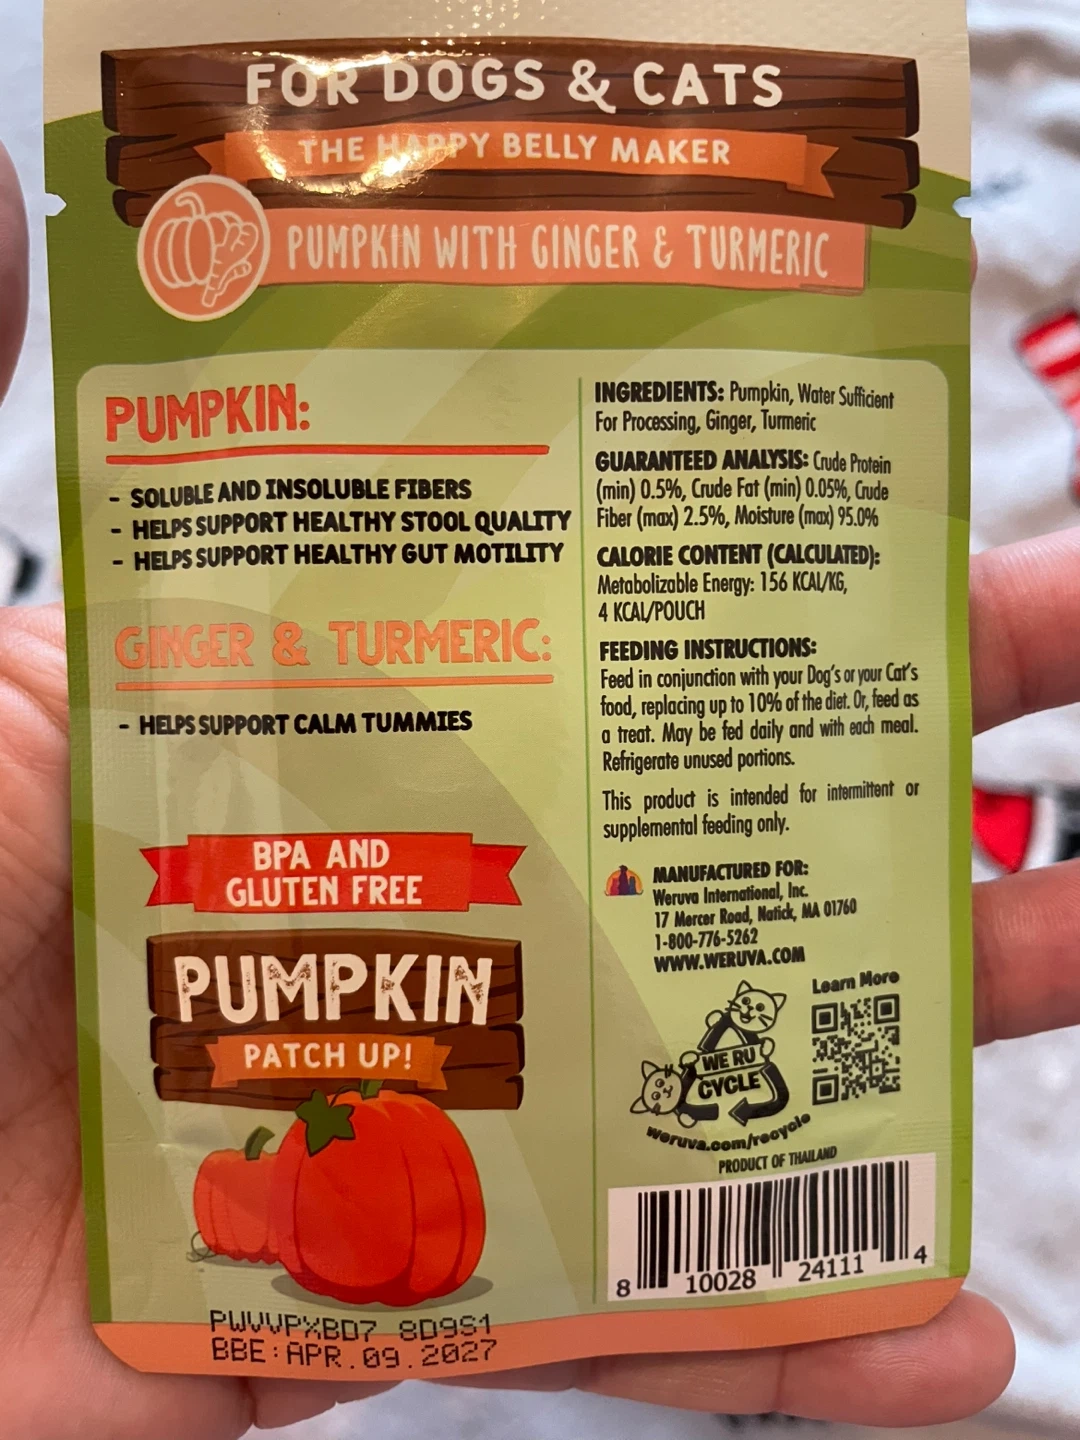 FOR DOGS & CATS
THE HAPPY BELLY MAKER
PUMPKIN WITH GINGER & TURMERIC
PUMPKIN:
- SOLUBLE AND INSOLUBLE FIBERS
- HELPS SUPPORT HEALTHY STOOL QUALITY
- HELPS SUPPORT HEALTHY GUT MOTILITY
GINGER & TURMERIC:
- HELPS SUPPORT CALM TUMMIES
BPA AND
GLUTEN FREE
PUMPKIN
PATCH UP!
PWVVPXBD7 8D9S1
BBE:APR.09.2027
INGREDIENTS: Pumpkin, Water Sufficient
For Processing, Ginger, Turmeric
GUARANTEED ANALYSIS: Crude Protein
(min) 0.5%, Crude Fat (min) 0.05%, Crude
Fiber (max) 2.5%, Moisture (max) 95.0%
CALORIE CONTENT (CALCULATED):
Metabolizable Energy: 156 KCAL/KG,
4 KCAL/POUCH
FEEDING INSTRUCTIONS:
Feed in conjunction with your Dog's or your Cat's
food, replacing up to 10% of the diet. Or, feed as
a treat. May be fed daily and with each meal.
Refrigerate unused portions.
This product is intended for intermittent or
supplemental feeding only.
MANUFACTURED FOR:
Weruva International, Inc.
17 Mercer Road, Natick, MA 01760
1-800-776-5262
WWW.WERUVA.COM
Learn More
WE RU
CYCLE
weruva.com/recycle
PRODUCT OF THAILAND
8 10028 24111 4